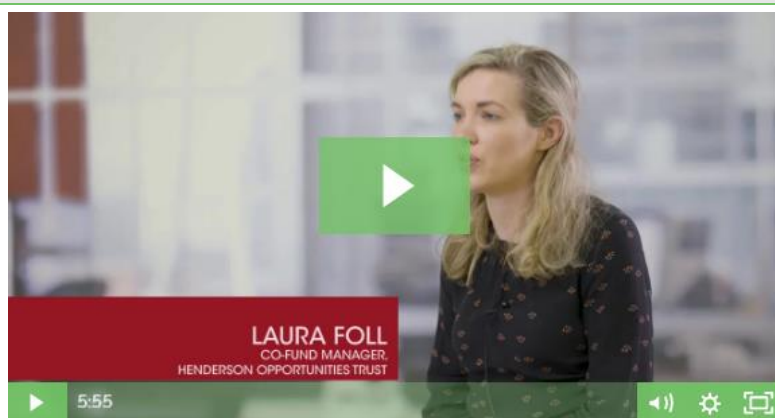 LAURA FOLL
CO-FUND MANAGER,
HENDERSON OPPORTUNITIES TRUST
5:55